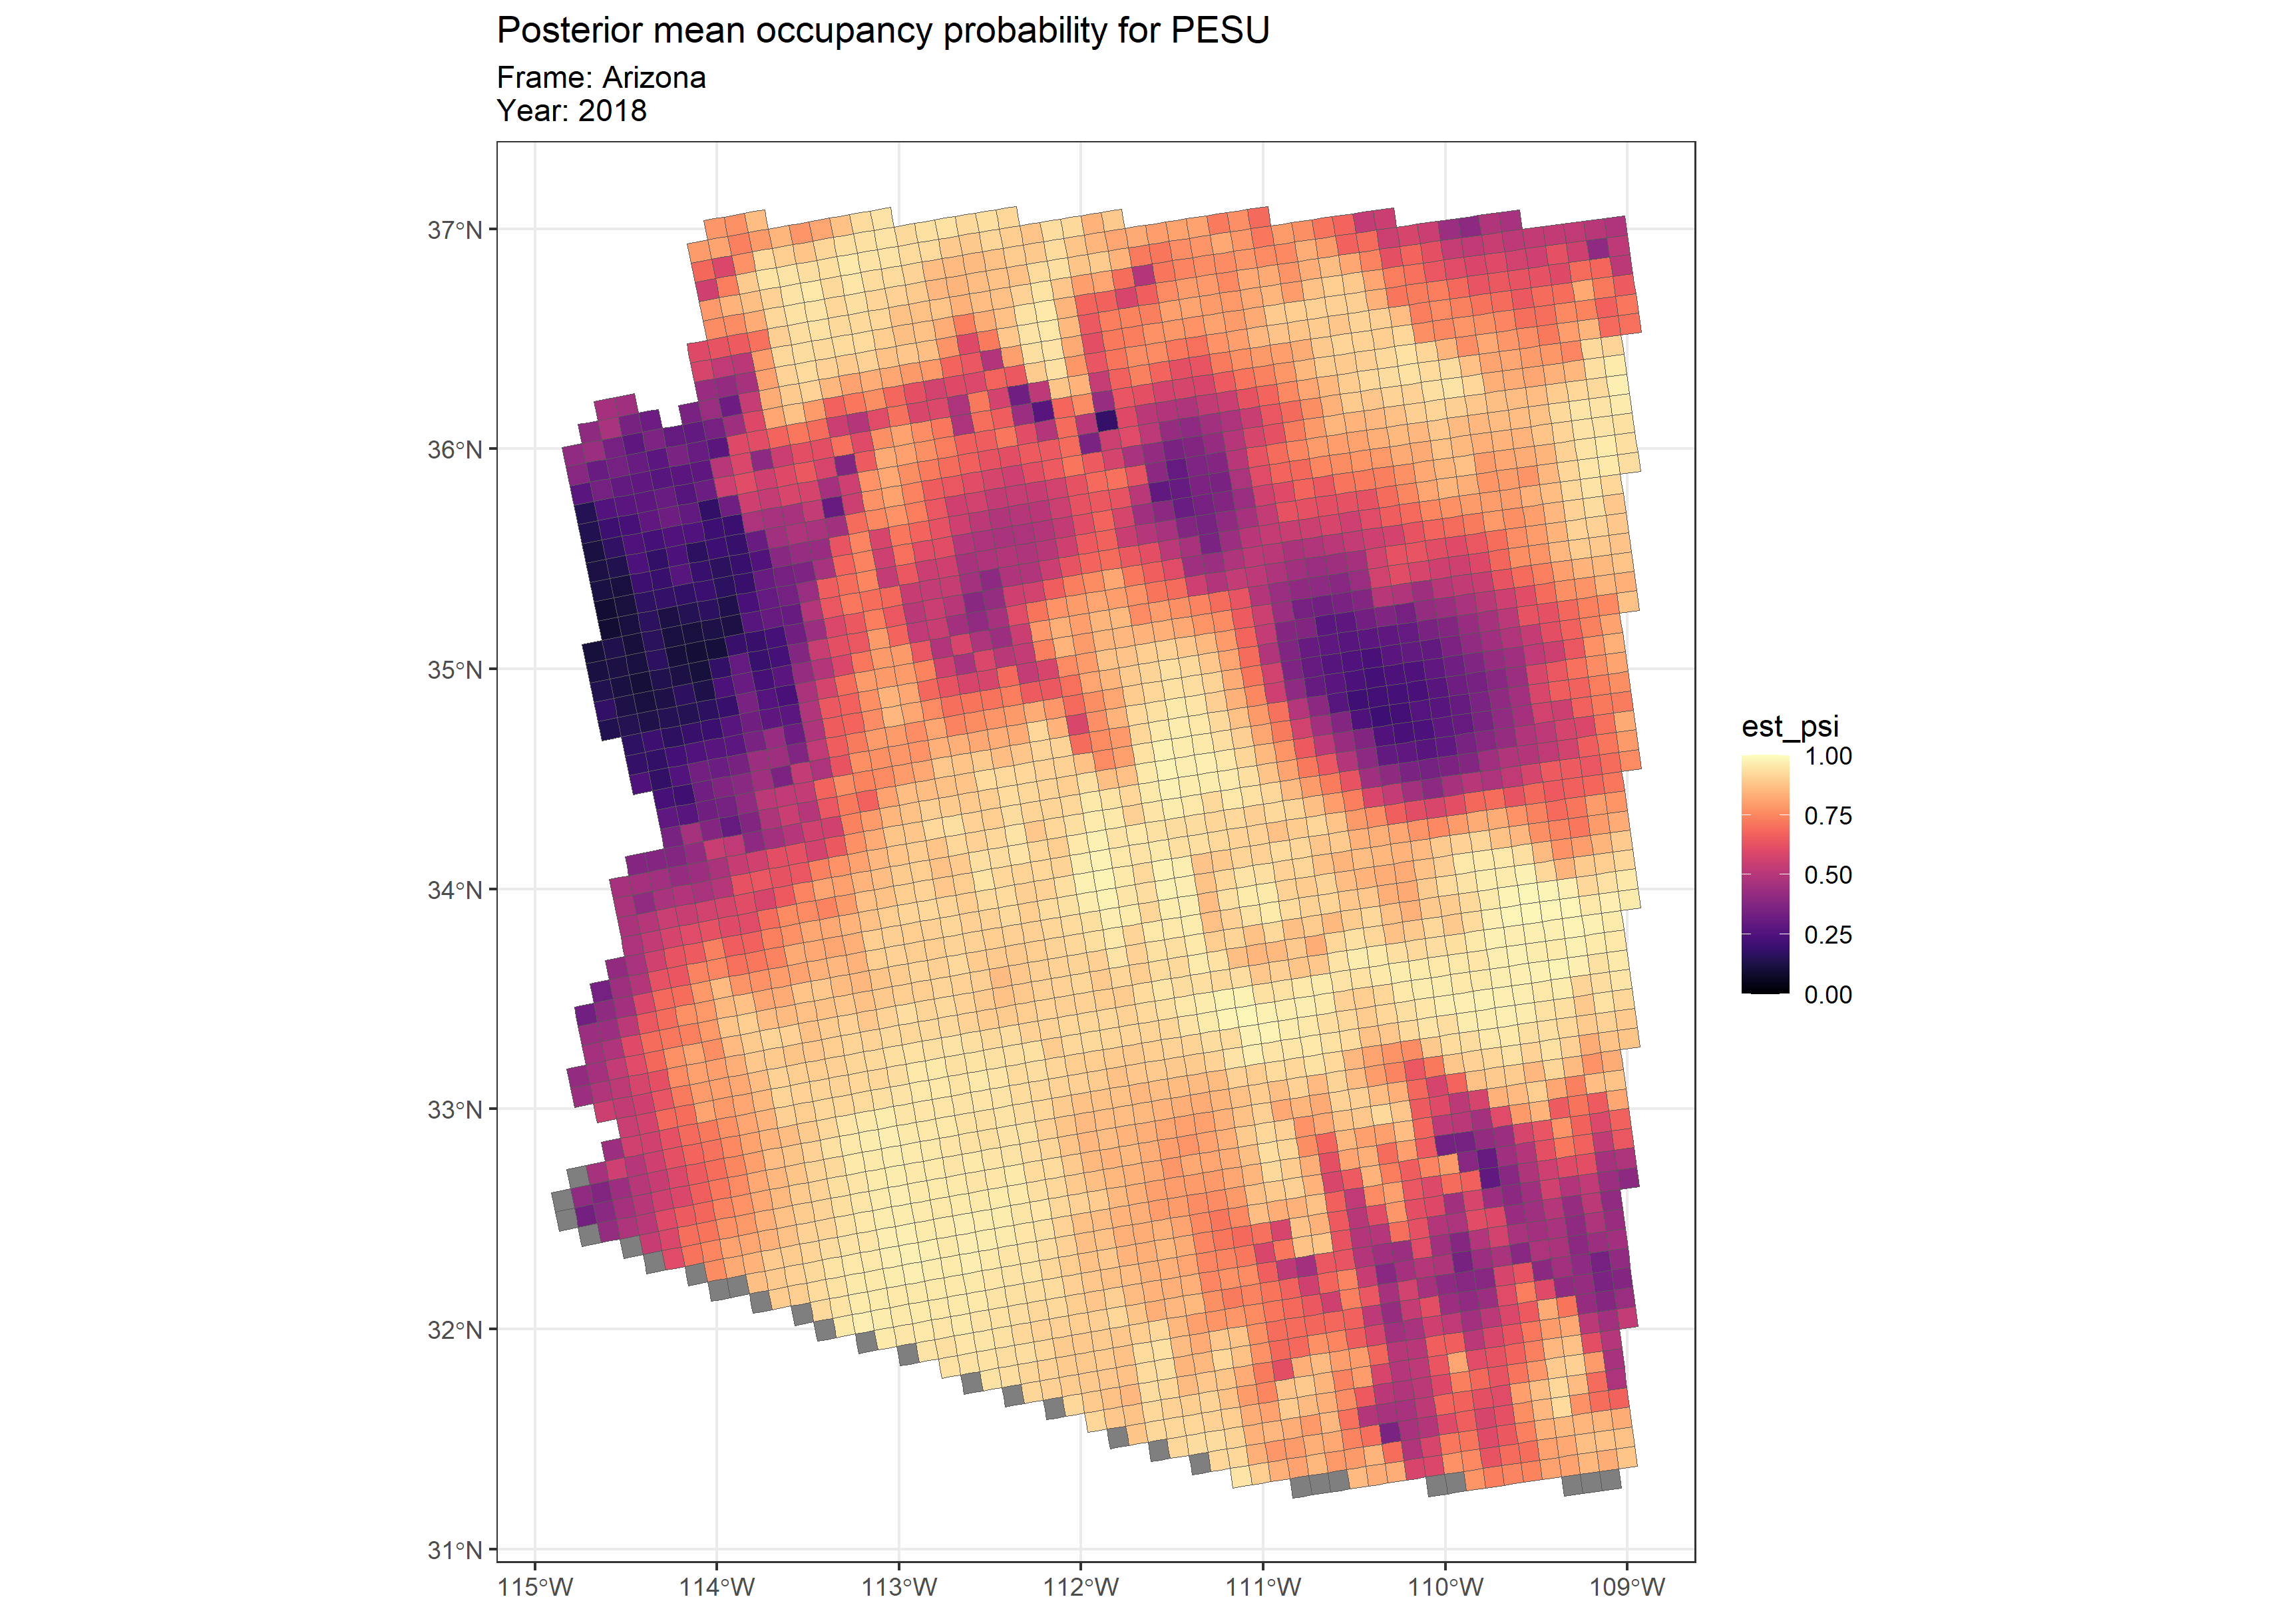 Posterior mean occupancy probability for PESU
Frame: Arizona
Year: 2018
37°N
36°N
35°N
34°N
33°N
32°N
31°N
115°W
114°W
113°W
112°W
111°W
110°W
109°W
est_psi
1.00
0.75
0.50
0.25
0.00